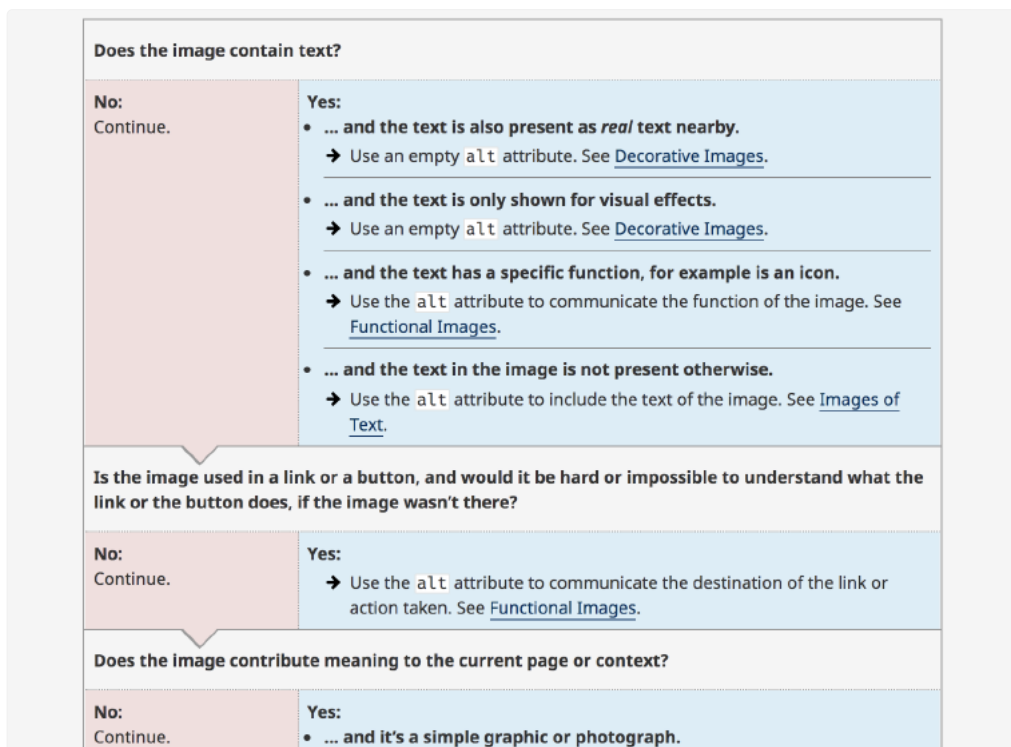 Does the image contain text?
No:
Continue.
Yes:
• ... and the text is also present as real text nearby.
➔ Use an empty alt attribute. See Decorative Images.
• ... and the text is only shown for visual effects.
➔ Use an empty alt attribute. See Decorative Images.
• ... and the text has a specific function, for example is an icon.
➔ Use the alt attribute to communicate the function of the image. See
Functional Images.
• ... and the text in the image is not present otherwise.
➔ Use the alt attribute to include the text of the image. See Images of
Text.
Is the image used in a link or a button, and would it be hard or impossible to understand what the
link or the button does, if the image wasn’t there?
No:
Continue.
Yes:
➔ Use the alt attribute to communicate the destination of the link or
action taken. See Functional Images.
Does the image contribute meaning to the current page or context?
No:
Continue.
Yes:
• ... and it’s a simple graphic or photograph.